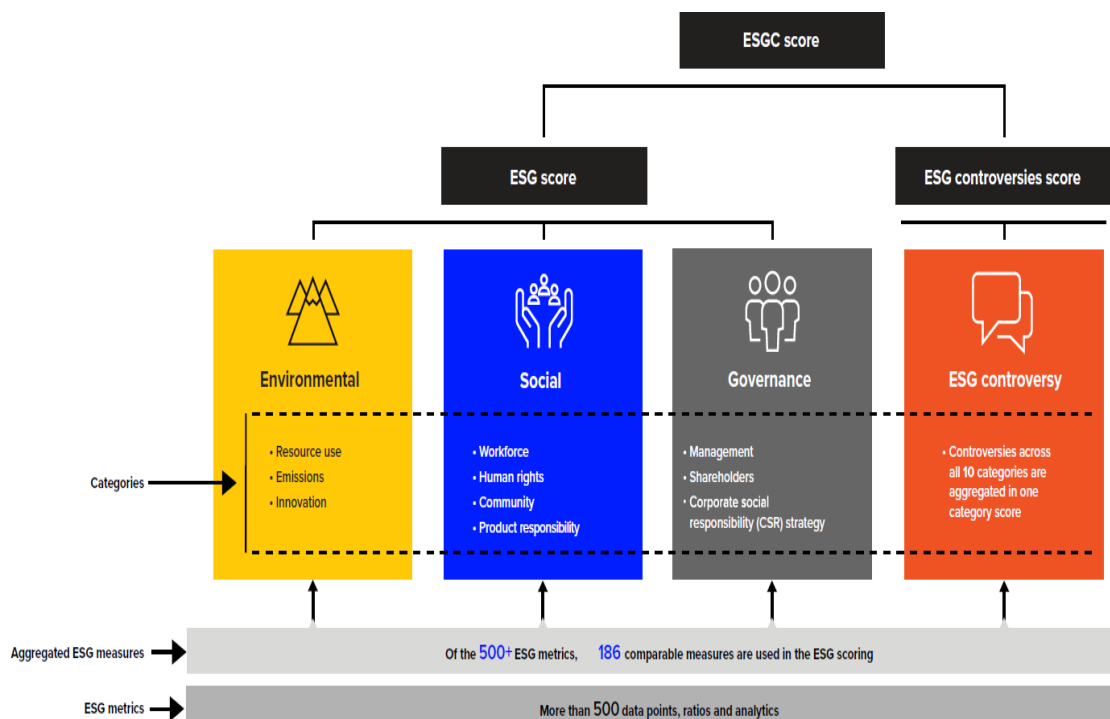 ESGC score
ESG score
ESG controversies score
Environmental
Social
Governance
ESG controversy
Categories
• Resource use
• Emissions
• Innovation
• Workforce
• Human rights
• Community
• Product responsibility
• Management
• Shareholders
• Corporate social
responsibility (CSR) strategy
• Controversies across
all 10 categories are
aggregated in one
category score
Aggregated ESG measures
Of the 500+ ESG metrics, 186 comparable measures are used in the ESG scoring
ESG metrics
More than 500 data points, ratios and analytics